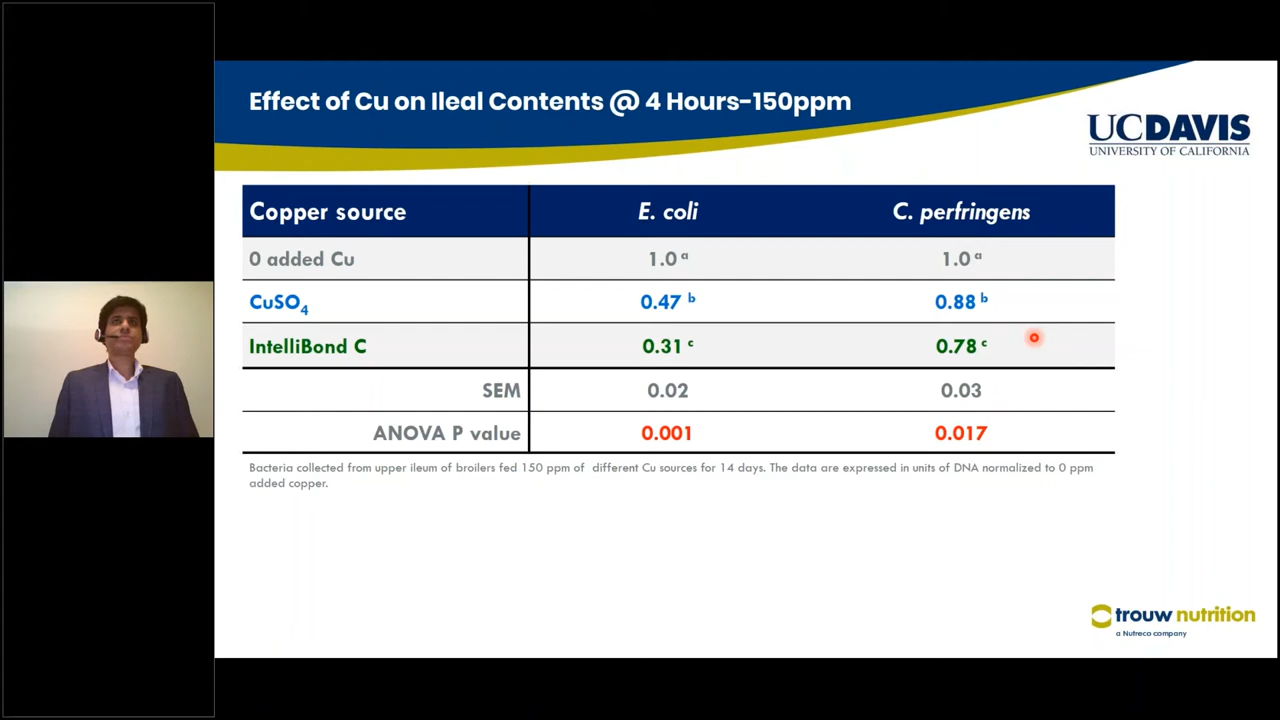 Effect of Cu on Ileal Contents @ 4 Hours-150ppm
UCDAVIS
UNIVERSITY OF CALIFORNIA
Copper source E. coli C. perfringens
0 added Cu 1.0 a 1.0 a
CuSO4 0.47 b 0.88 b
IntelliBond C 0.31 c 0.78 c
SEM 0.02 0.03
ANOVA P value 0.001 0.017
Bacteria collected from upper ileum of broilers fed 150 ppm of different Cu sources for 14 days. The data are expressed in units of DNA normalized to 0 ppm
added copper.
trouw nutrition
a Nutreco company